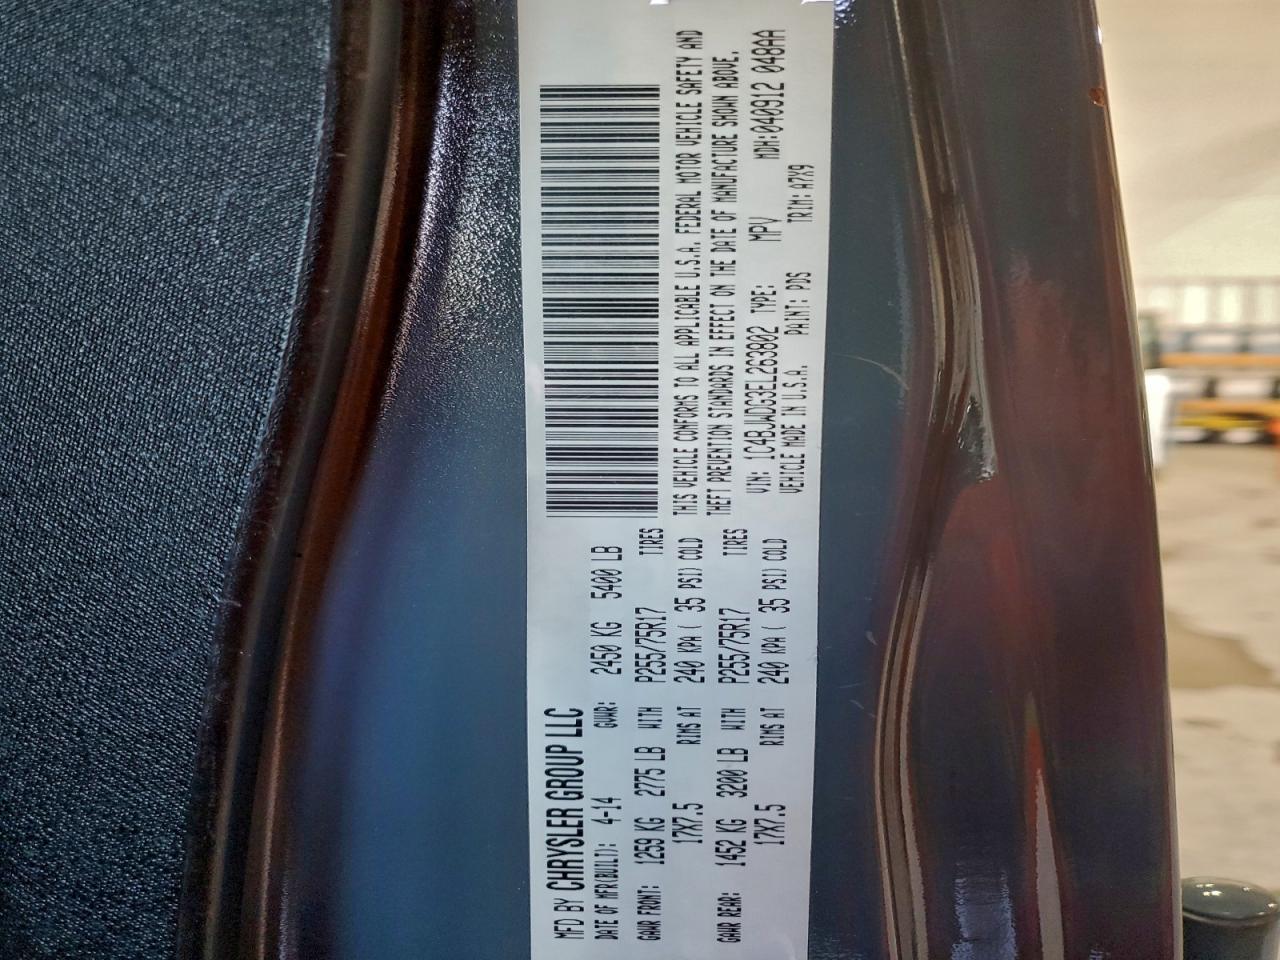 MFD BY CHRYSLER GROUP LLC
DATE OF MFR(BUILT): 4-14 GVWR: 2450 KG 5400 LB
GAWR FRONT: 1259 KG 2775 LB WITH P255/75R17 TIRES
17X7.5 RIMS AT 240 KPA( 35 PSI) COLD
GAWR REAR: 1452 KG 3200 LB WITH P255/75R17 TIRES
17X7.5 RIMS AT 240 KPA( 35 PSI) COLD
THIS VEHICLE CONFORMS TO ALL APPLICABLE U.S.A. FEDERAL MOTOR VEHICLE SAFETY AND
THEFT PREVENTION STANDARDS IN EFFECT ON THE DATE OF MANUFACTURE SHOWN ABOVE.
VIN: 1C4BJWDG3EL263802 TYPE: MPV MDH:040912 048AA
VEHICLE MADE IN U.S.A. PAINT: PDS TRIM: A7X9